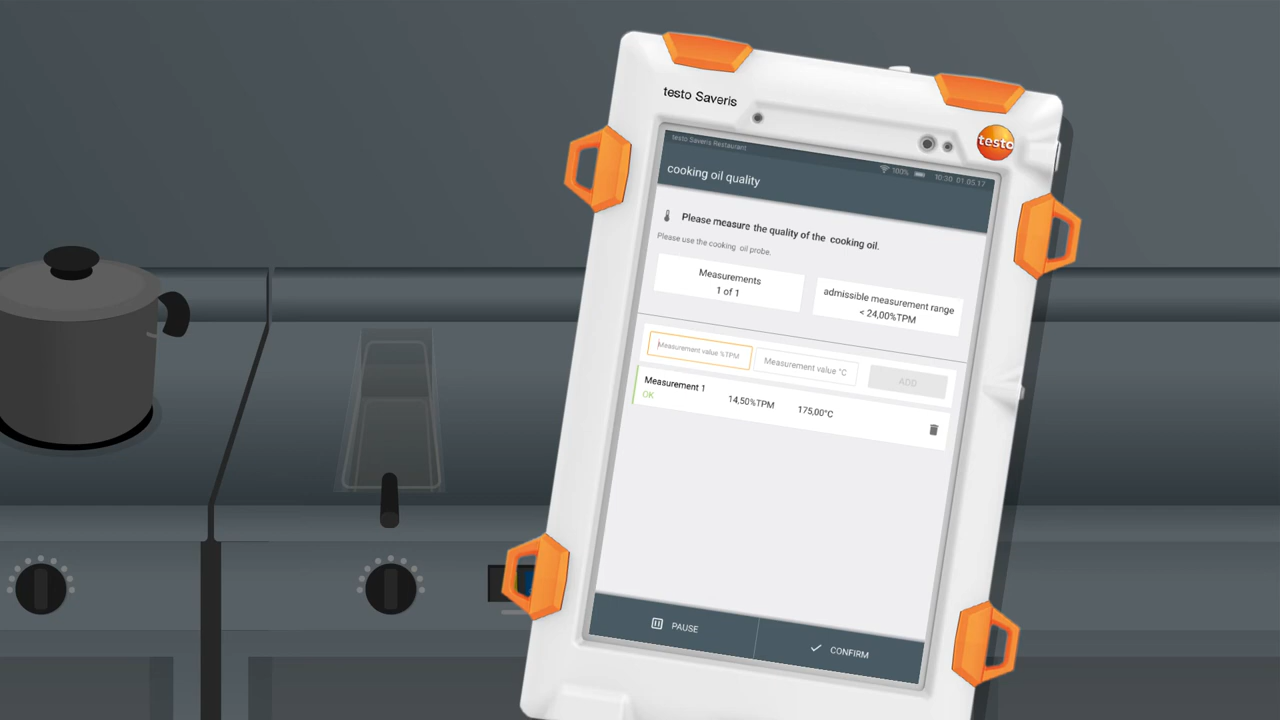 testo Saveris
testo
testo Saveris Restaurant
100% 10:30 01.05.17
cooking oil quality
Please measure the quality of the cooking oil.
Please use the cooking oil probe.
Measurements
1 of 1
admissible measurement range
< 24,00%TPM
Measurement value %TPM
Measurement value °C
ADD
Measurement 1
OK
14,50%TPM
175,00°C
PAUSE
CONFIRM